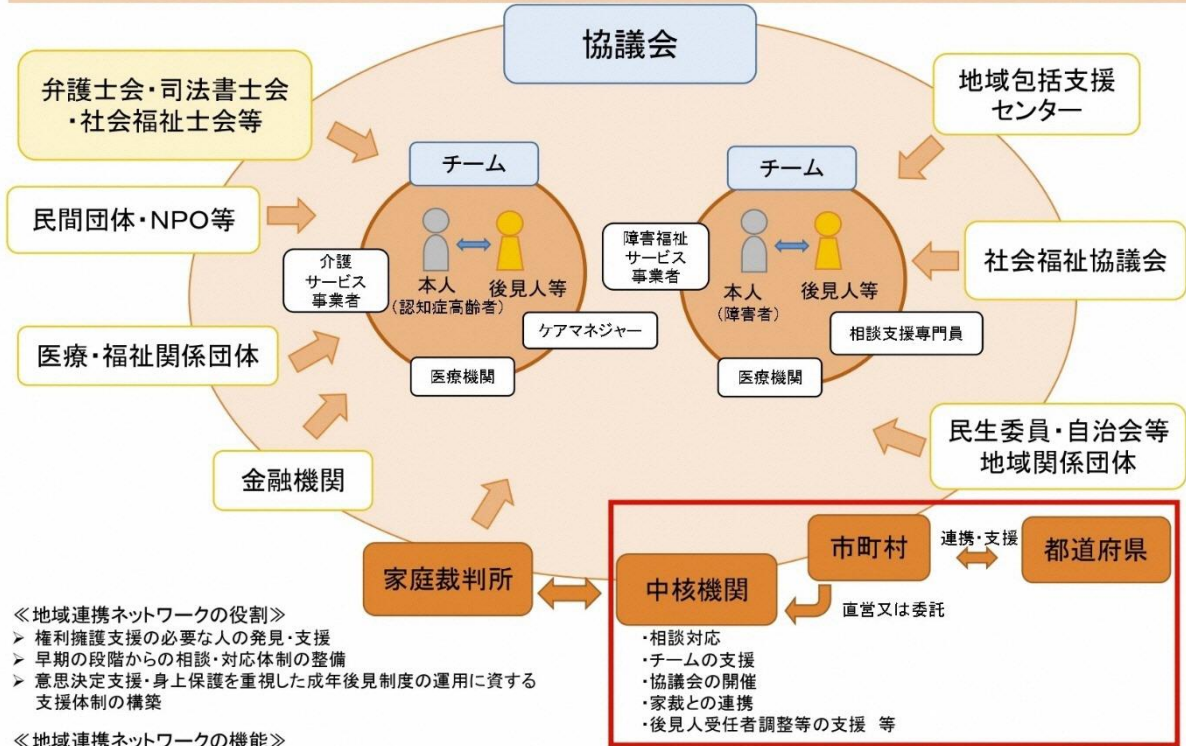 協議会
弁護士会・司法書士会
・社会福祉士会等
民間団体・NPO等
医療・福祉関係団体
金融機関
地域包括支援
センター
社会福祉協議会
民生委員・自治会等
地域関係団体
チーム
介護
サービス
事業者
本人
(認知症高齢者)
後見人等
ケアマネジャー
医療機関
チーム
障害福祉
サービス
事業者
本人
(障害者)
後見人等
相談支援専門員
医療機関
家庭裁判所
中核機関
市町村
連携・支援
都道府県
直営又は委託
・相談対応
・チームの支援
・協議会の開催
・家裁との連携
・後見人受任者調整等の支援 等
≪地域連携ネットワークの役割≫
➢ 権利擁護支援の必要な人の発見・支援
➢ 早期の段階からの相談・対応体制の整備
➢ 意思決定支援・身上保護を重視した成年後見制度の運用に資する
支援体制の構築
≪地域連携ネットワークの機能≫